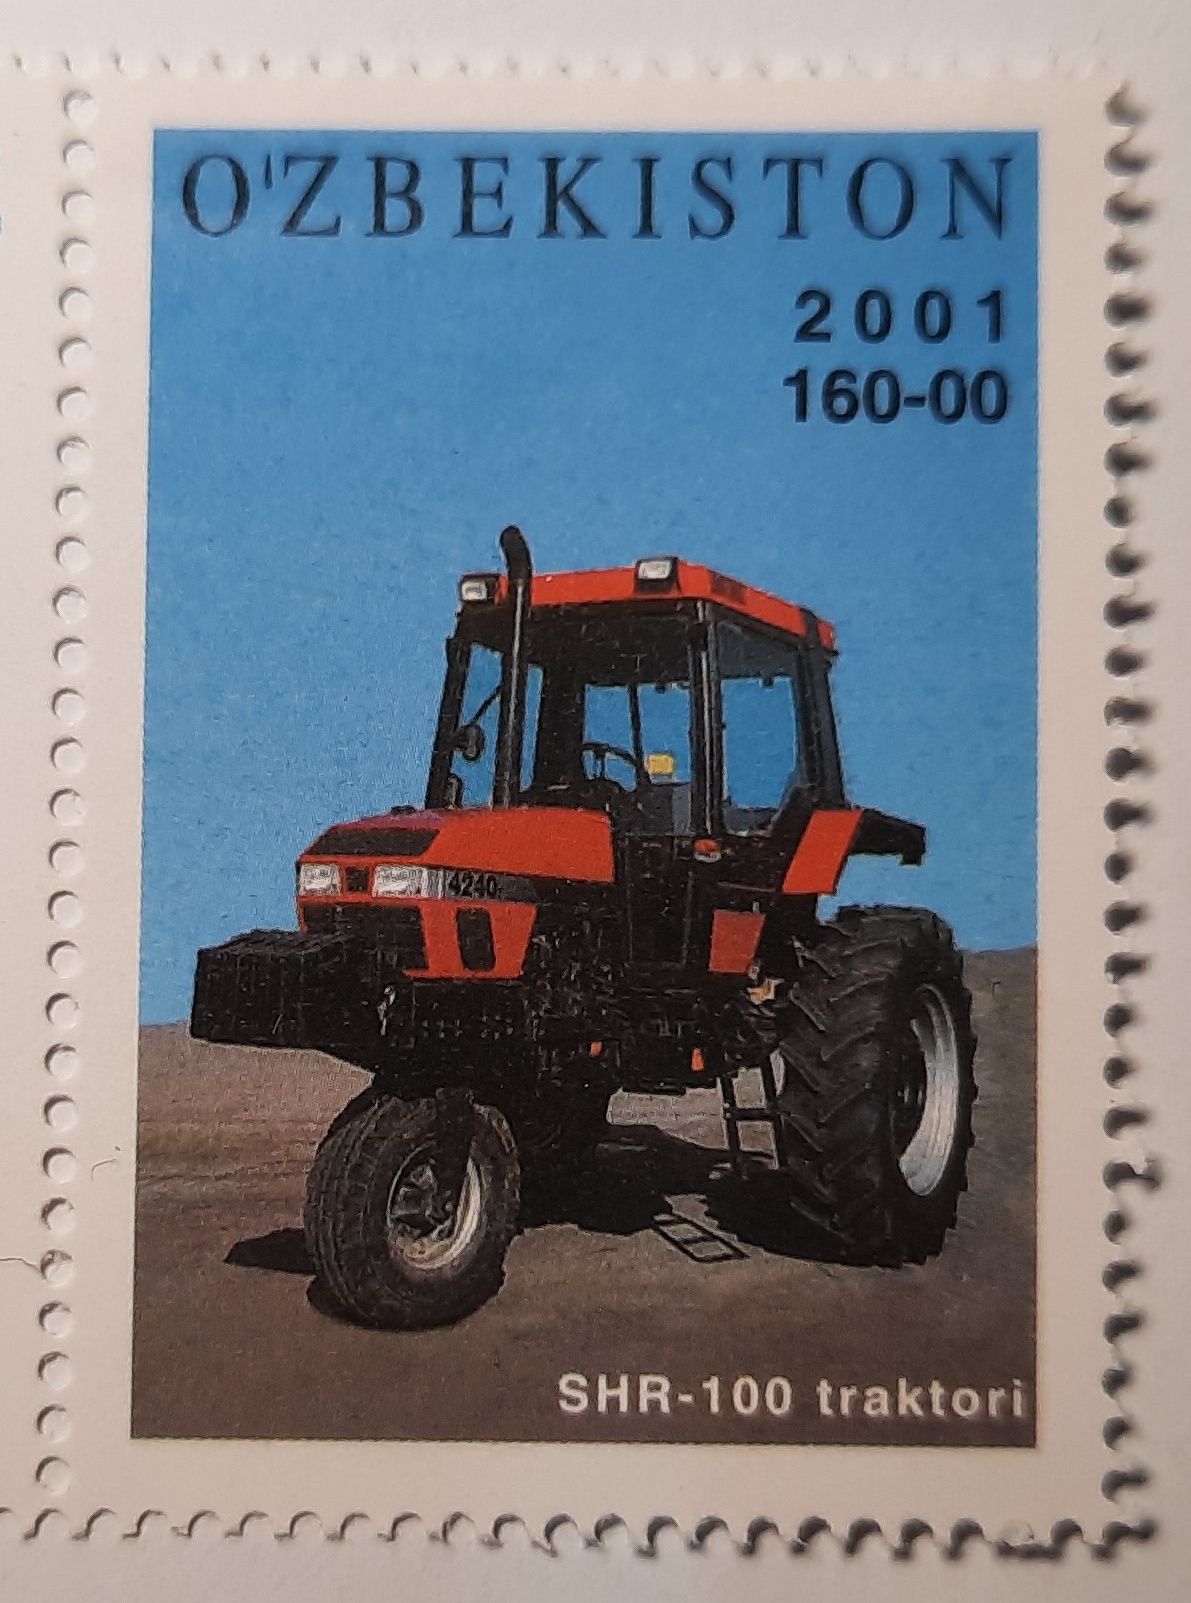 O'ZBEKISTON
2001
160-00
4240
SHR-100 traktori